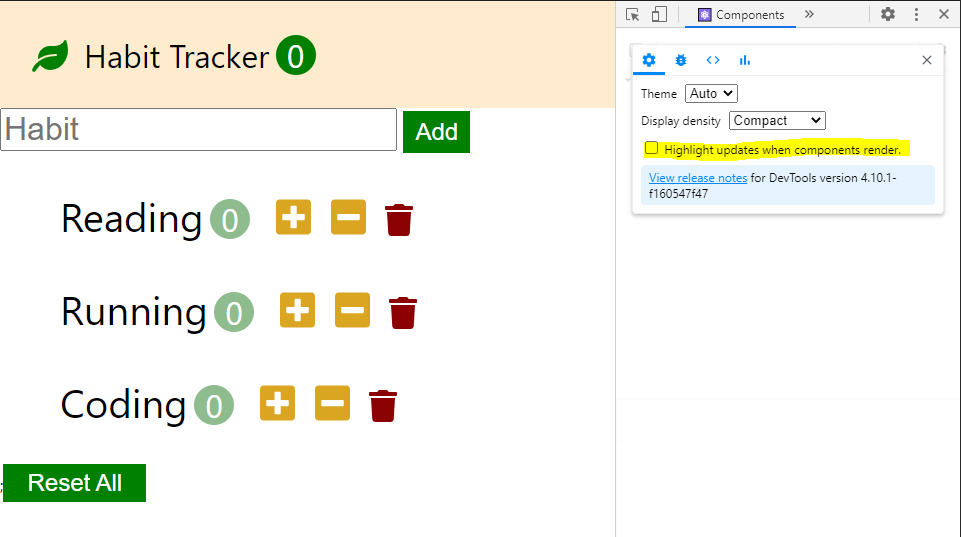 Habit Tracker 0
Habit Add
Reading 0
Running 0
Coding 0
;Reset All
Components
Theme Auto
Display density Compact
Highlight updates when components render.
View release notes for DevTools version 4.10.1-
f160547f47